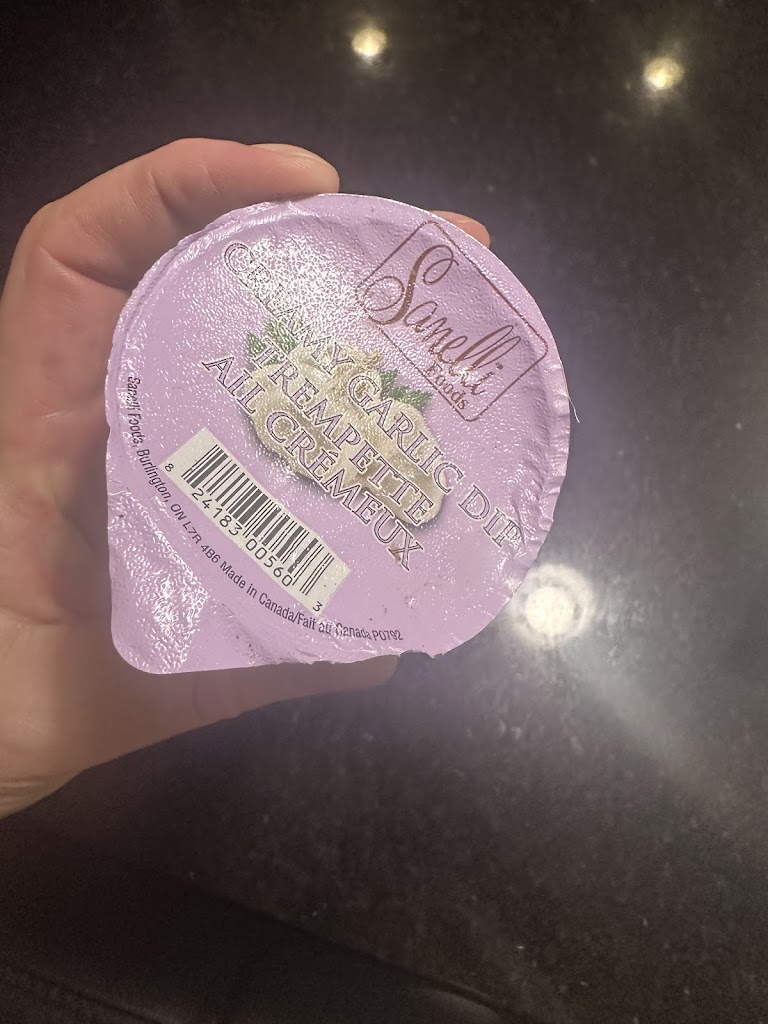 Sanelli
Foods
CREAMY GARLIC DIP
TREMPETTE
AIL CRÉMEUX
8 24183 00560 3
Sanelli Foods, Burlington, ON L7R 4B6 Made in Canada/Fait au Canada P0792